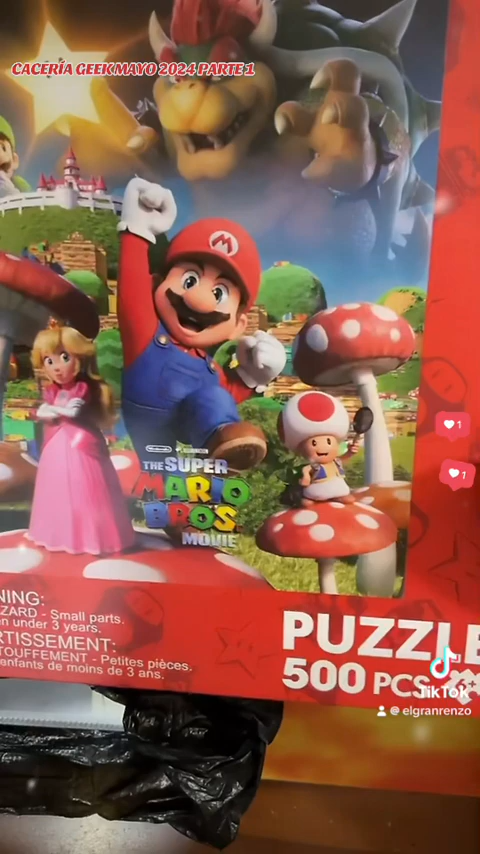 CACERÍA GEEK MAYO 2024 PARTE 1
M
Nintendo
THE SUPER
MARIO
BROS.
MOVIE
NING:
ZARD - Small parts.
n under 3 years.
RTISSEMENT:
TOUFFEMENT - Petites pièces.
enfants de moins de 3 ans.
PUZZLE
500 PCS
1
1
TikTok
@ elgranrenzo